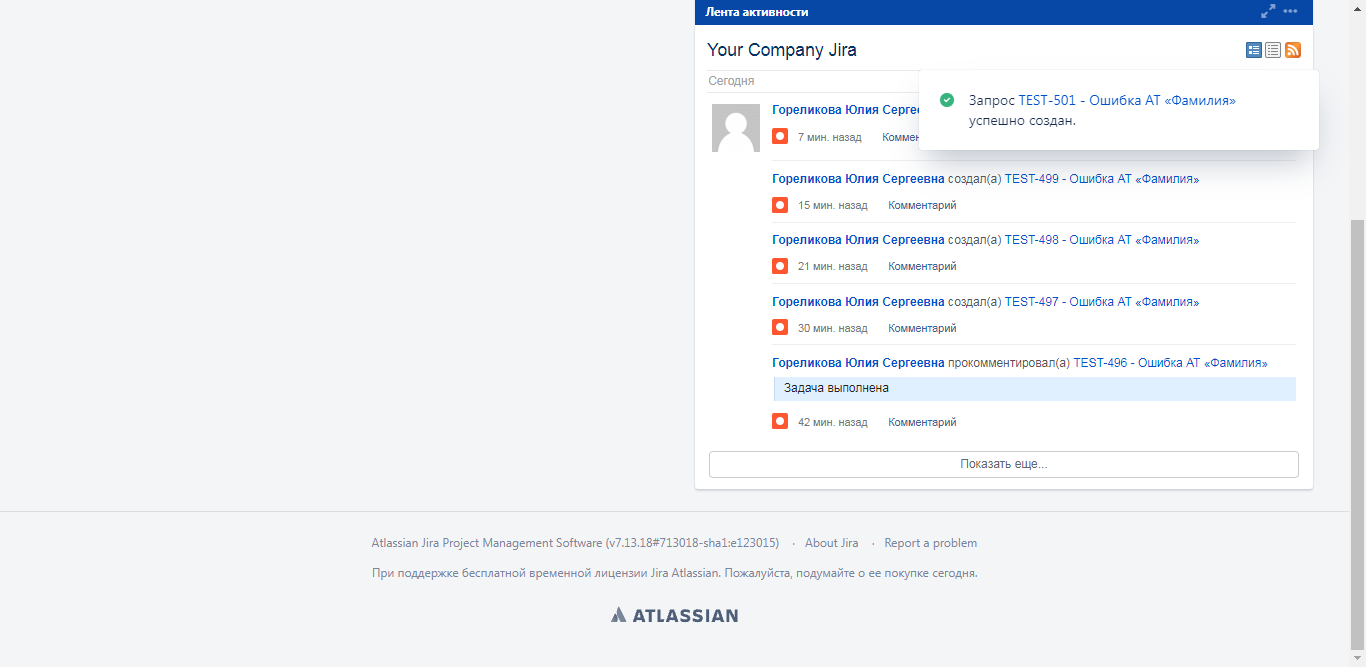 Лента активности
Your Company Jira
Сегодня
Запрос TEST-501 - Ошибка АТ «Фамилия»
успешно создан.
Гореликова Юлия
7 мин. назад
Гореликова Юлия Сергеевна создал(а) TEST-499 - Ошибка АТ «Фамилия»
15 мин. назад Комментарий
Гореликова Юлия Сергеевна создал(а) TEST-498 - Ошибка АТ «Фамилия»
21 мин. назад Комментарий
Гореликова Юлия Сергеевна создал(а) TEST-497 - Ошибка АТ «Фамилия»
30 мин. назад Комментарий
Гореликова Юлия Сергеевна прокомментировал(а) TEST-496 - Ошибка АТ «Фамилия»
Задача выполнена
42 мин. назад Комментарий
Показать еще...
Atlassian Jira Project Management Software (v7.13.18#713018-sha1:e123015) · About Jira · Report a problem
При поддержке бесплатной временной лицензии Jira Atlassian. Пожалуйста, подумайте о ее покупке сегодня.
ATLASSIAN